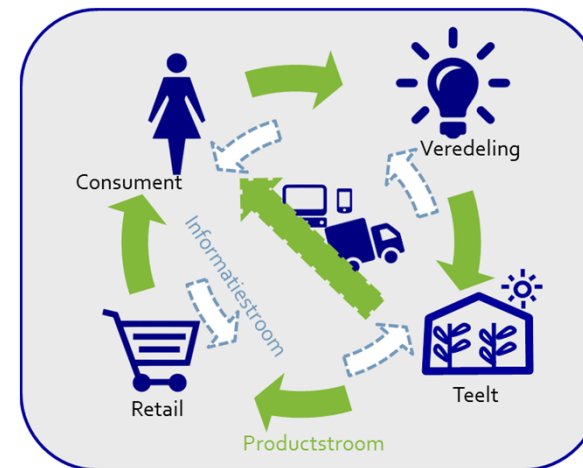 Veredeling
Consument
Informatiestroom
Retail
Teelt
Productstroom